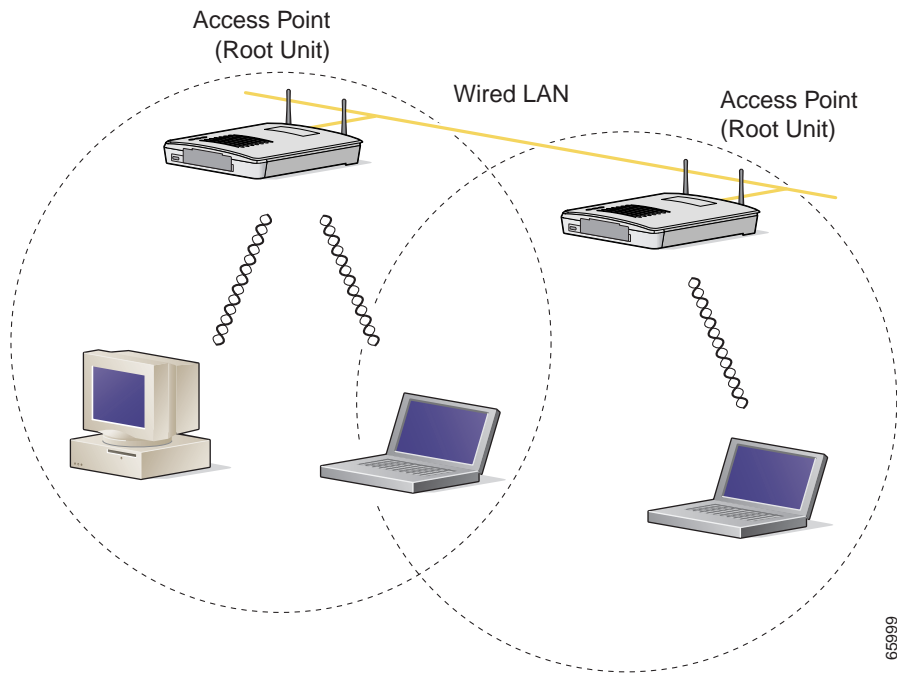 Access Point
(Root Unit)
Wired LAN
Access Point
(Root Unit)
65999